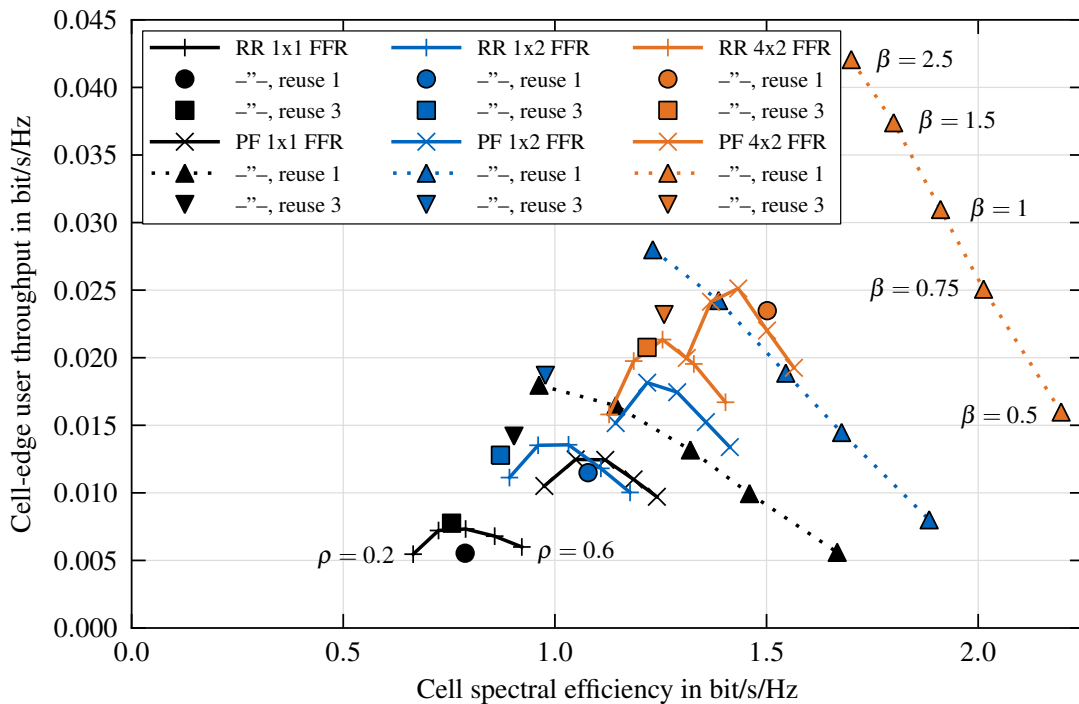 0.045
0.040
0.035
0.030
0.025
0.020
0.015
0.010
0.005
0.000
Cell-edge user throughput in bit/s/Hz
RR 1x1 FFR
–”–, reuse 1
–”–, reuse 3
PF 1x1 FFR
–”–, reuse 1
–”–, reuse 3
RR 1x2 FFR
–”–, reuse 1
–”–, reuse 3
PF 1x2 FFR
–”–, reuse 1
–”–, reuse 3
RR 4x2 FFR
–”–, reuse 1
–”–, reuse 3
PF 4x2 FFR
–”–, reuse 1
–”–, reuse 3
β = 2.5
β = 1.5
β = 1
β = 0.75
β = 0.5
ρ = 0.2
ρ = 0.6
0.0
0.5
1.0
1.5
2.0
Cell spectral efficiency in bit/s/Hz